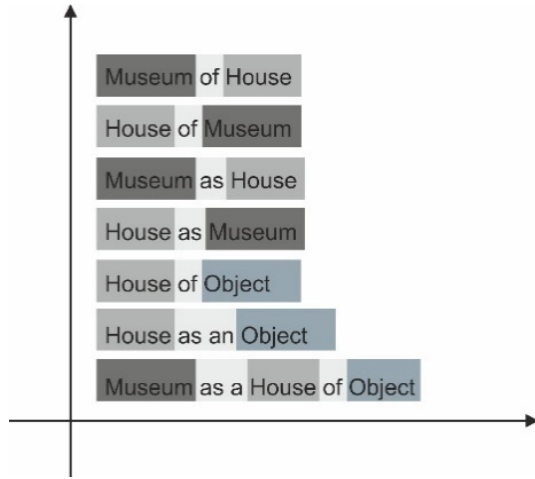 Museum of House
House of Museum
Museum as House
House as Museum
House of Object
House as an Object
Museum as a House of Object